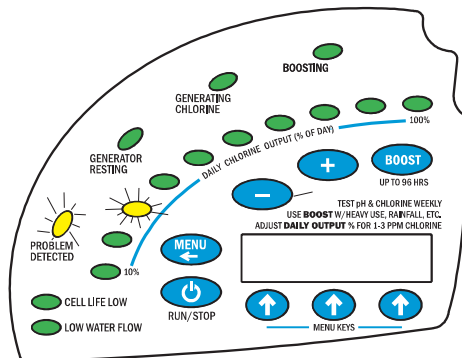 BOOSTING
GENERATING
CHLORINE
GENERATOR
RESTING
DAILY CHLORINE OUTPUT (% OF DAY)
100%
+
BOOST
UP TO 96 HRS
−
TEST pH & CHLORINE WEEKLY
USE BOOST W/HEAVY USE, RAINFALL, ETC.
ADJUST DAILY OUTPUT % FOR 1-3 PPM CHLORINE
PROBLEM
DETECTED
10%
MENU
CELL LIFE LOW
LOW WATER FLOW
RUN/STOP
MENU KEYS